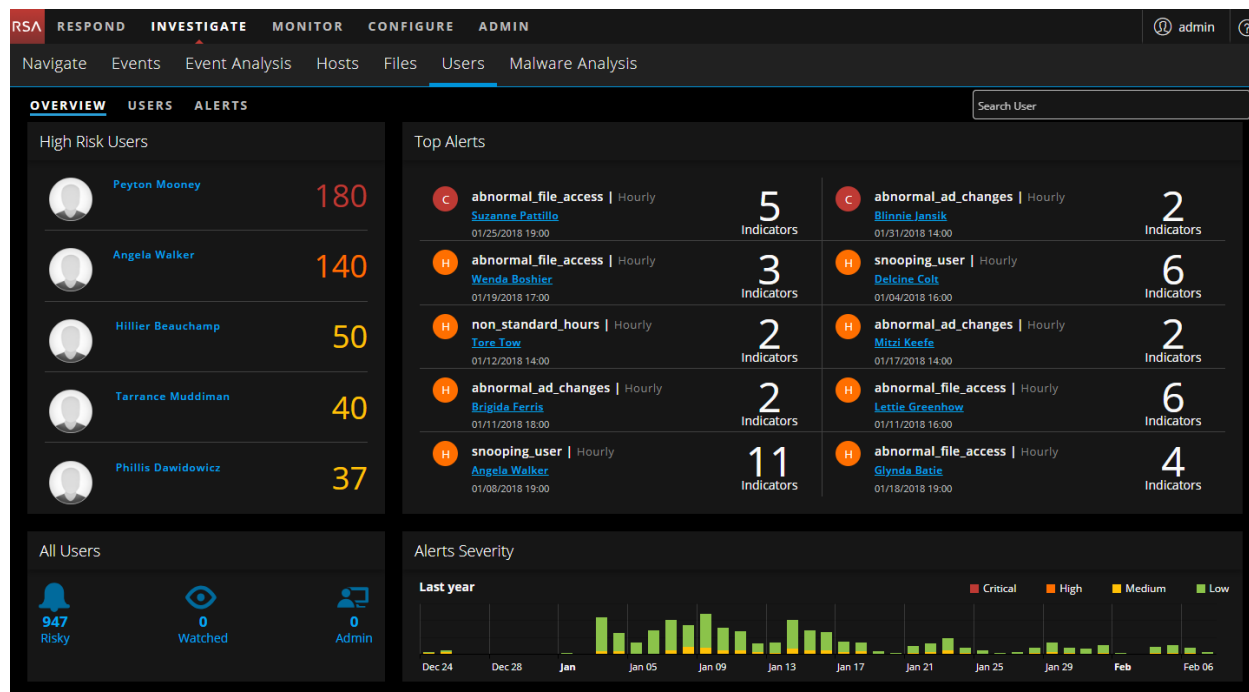 RSA RESPOND INVESTIGATE MONITOR CONFIGURE ADMIN admin
Navigate Events Event Analysis Hosts Files Users Malware Analysis
OVERVIEW USERS ALERTS Search User
High Risk Users
Peyton Mooney 180
Angela Walker 140
Hillier Beauchamp 50
Tarrance Muddiman 40
Phillis Dawidowicz 37
Top Alerts
C abnormal_file_access | Hourly
Suzanne Pattillo
01/25/2018 19:00
5
Indicators
C abnormal_ad_changes | Hourly
Blinnie Jansik
01/31/2018 14:00
2
Indicators
H abnormal_file_access | Hourly
Wenda Boshier
01/19/2018 17:00
3
Indicators
H snooping_user | Hourly
Delcine Colt
01/04/2018 16:00
6
Indicators
H non_standard_hours | Hourly
Tore Tow
01/12/2018 14:00
2
Indicators
H abnormal_ad_changes | Hourly
Mitzi Keefe
01/17/2018 14:00
2
Indicators
H abnormal_ad_changes | Hourly
Brigida Ferris
01/11/2018 18:00
2
Indicators
H abnormal_file_access | Hourly
Lettie Greenhow
01/11/2018 16:00
6
Indicators
H snooping_user | Hourly
Angela Walker
01/08/2018 19:00
11
Indicators
H abnormal_file_access | Hourly
Glynda Batie
01/18/2018 19:00
4
Indicators
All Users
947 0 0
Risky Watched Admin
Alerts Severity
Last year Critical High Medium Low
Dec 24 Dec 28 Jan Jan 05 Jan 09 Jan 13 Jan 17 Jan 21 Jan 25 Jan 29 Feb Feb 06